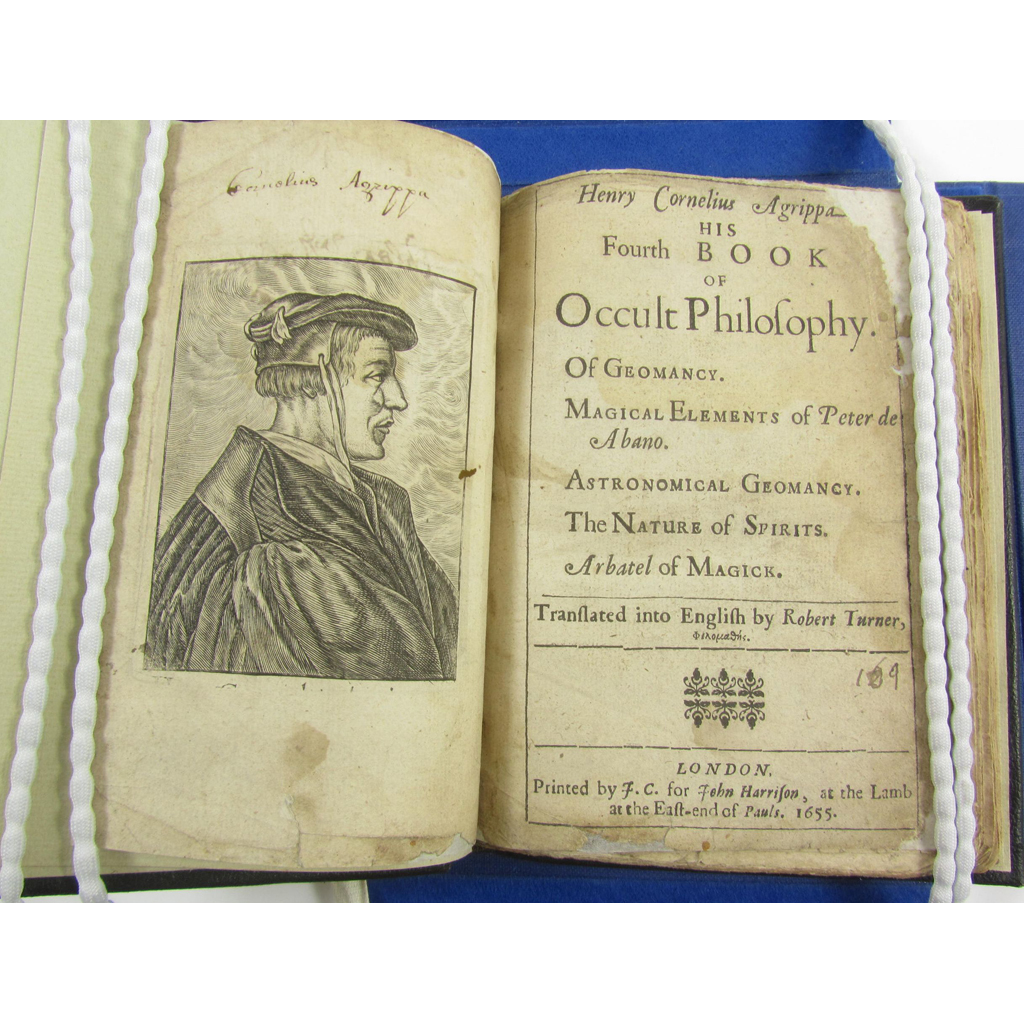 Cornelius Agrippa
Henry Cornelius Agrippa
HIS
Fourth BOOK
OF
Occult Philoſophy.
Of GEOMANCY.
MAGICAL ELEMENTS of Peter de
Abano.
ASTRONOMICAL GEOMANCY.
The NATURE of SPIRITS.
Arbatel of MAGICK.
Tranſlated into Engliſh by Robert Turner,
Φιλομαθής.
LONDON,
Printed by J. C. for John Harriſon, at the Lamb
at the Eaſt-end of Pauls. 1655.